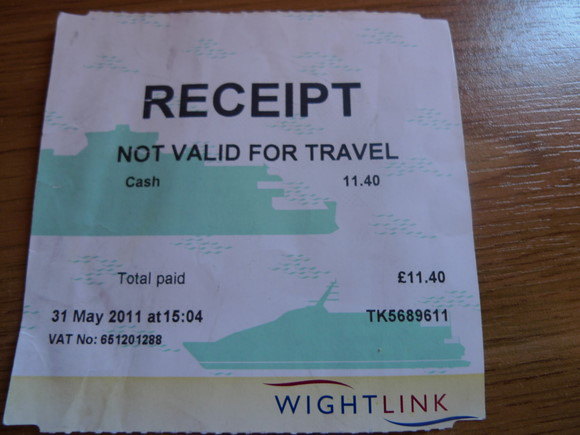 RECEIPT
NOT VALID FOR TRAVEL
Cash 11.40
Total paid £11.40
31 May 2011 at 15:04 TK5689611
VAT No: 651201288
WIGHTLINK